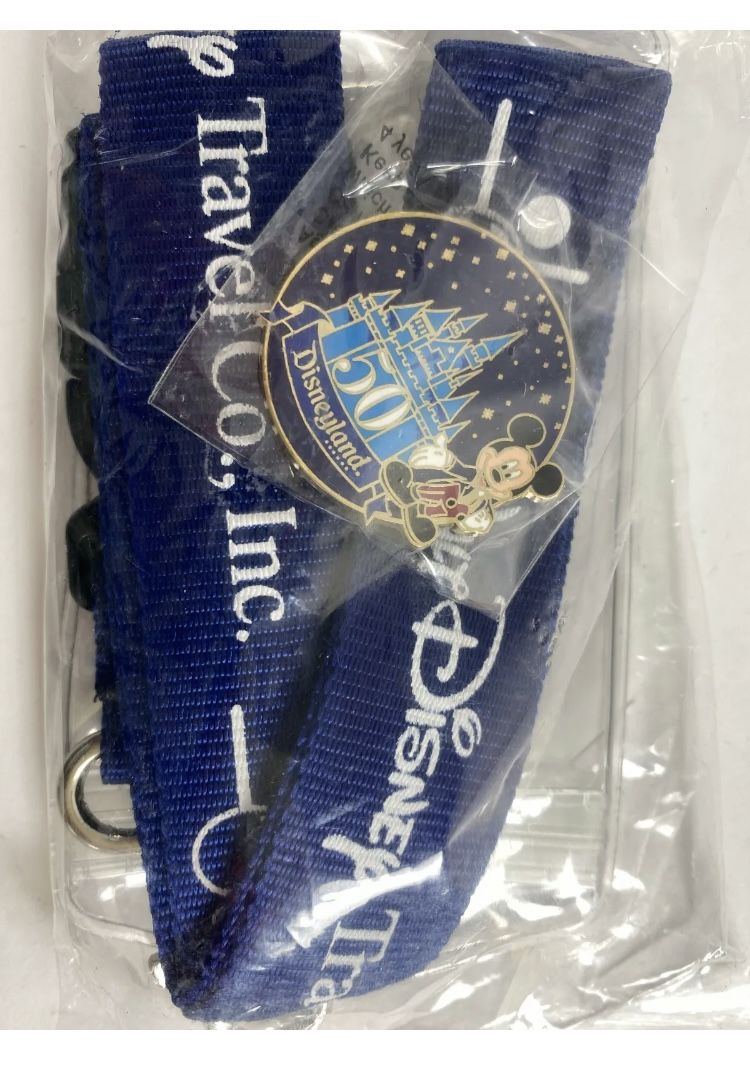 Travel Co., Inc.
50
Disneyland.
Disney Tra